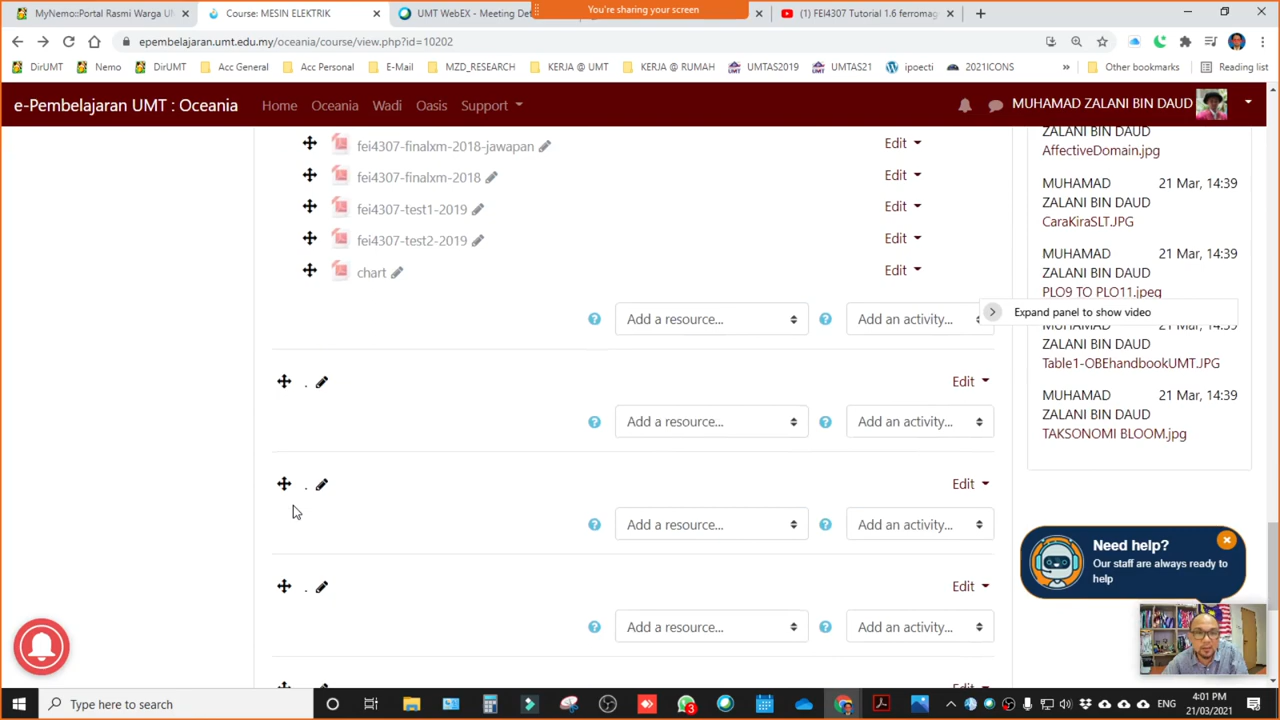 MyNemo::Portal Rasmi Warga UM
Course: MESIN ELEKTRIK
UMT WebEX - Meeting Det
You're sharing your screen
(1) FEI4307 Tutorial 1.6 ferromag
epembelajaran.umt.edu.my/oceania/course/view.php?id=10202
DirUMT
Nemo
DirUMT
Acc General
Acc Personal
E-Mail
MZD_RESEARCH
KERJA @ UMT
KERJA @ RUMAH
UMTAS2019
UMTAS21
ipoecti
2021ICONS
»
Other bookmarks
Reading list
e-Pembelajaran UMT : Oceania
Home
Oceania
Wadi
Oasis
Support
MUHAMAD ZALANI BIN DAUD
fei4307-finalxm-2018-jawapan
Edit
fei4307-finalxm-2018
Edit
fei4307-test1-2019
Edit
fei4307-test2-2019
Edit
chart
Edit
Add a resource...
Add an activity...
.
Edit
Add a resource...
Add an activity...
.
Edit
Add a resource...
Add an activity...
.
Edit
Add a resource...
Add an activity...
ZALANI BIN DAUD
AffectiveDomain.jpg
MUHAMAD 21 Mar, 14:39
ZALANI BIN DAUD
CaraKiraSLT.JPG
MUHAMAD 21 Mar, 14:39
ZALANI BIN DAUD
PLO9 TO PLO11.jpeg
Expand panel to show video
MUHAMAD 21 Mar, 14:39
ZALANI BIN DAUD
Table1-OBEhandbookUMT.JPG
MUHAMAD 21 Mar, 14:39
ZALANI BIN DAUD
TAKSONOMI BLOOM.jpg
Need help?
Our staff are always ready to
help
Type here to search
3
ENG
4:01 PM
21/03/2021